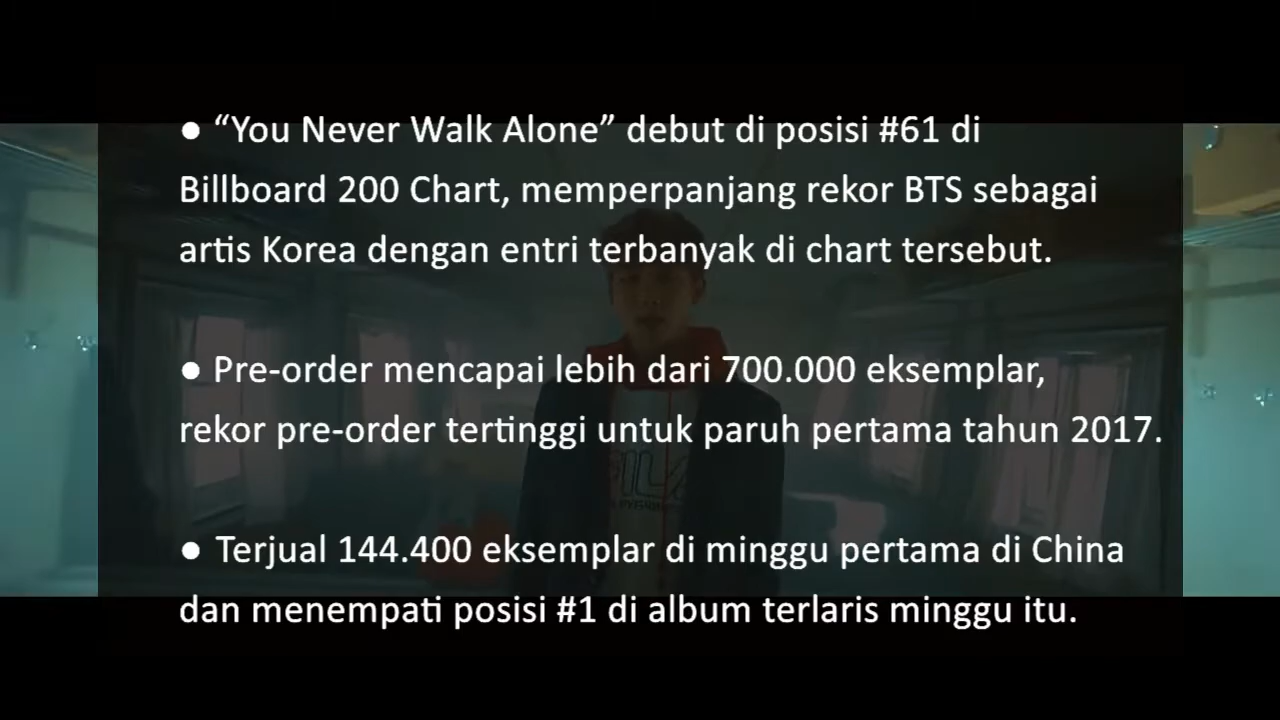 ● “You Never Walk Alone” debut di posisi #61 di
Billboard 200 Chart, memperpanjang rekor BTS sebagai
artis Korea dengan entri terbanyak di chart tersebut.
● Pre-order mencapai lebih dari 700.000 eksemplar,
rekor pre-order tertinggi untuk paruh pertama tahun 2017.
● Terjual 144.400 eksemplar di minggu pertama di China
dan menempati posisi #1 di album terlaris minggu itu.